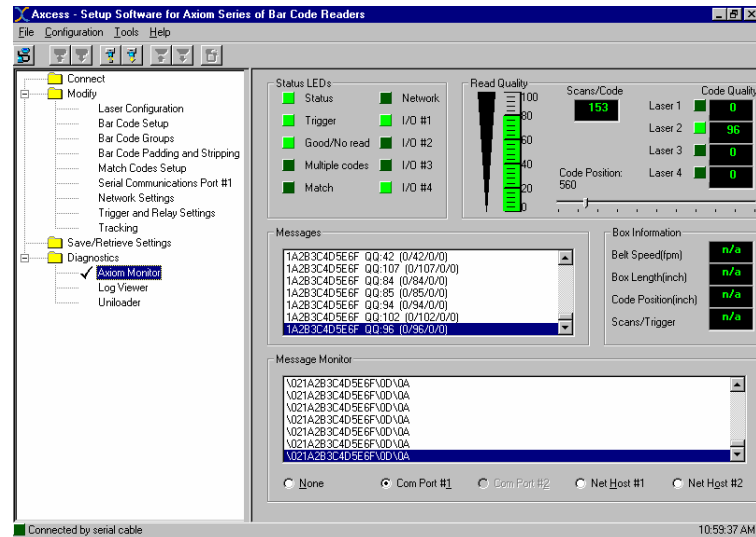 Axcess - Setup Software for Axiom Series of Bar Code Readers
File Configuration Tools Help
Connect
Modify
Laser Configuration
Bar Code Setup
Bar Code Groups
Bar Code Padding and Stripping
Match Codes Setup
Serial Communications Port #1
Network Settings
Trigger and Relay Settings
Tracking
Save/Retrieve Settings
Diagnostics
Axiom Monitor
Log Viewer
Uniloader
Status LEDs
Status Network
Trigger I/O #1
Good/No read I/O #2
Multiple codes I/O #3
Match I/O #4
Read Quality
100
80
60
40
20
0
Scans/Code
153
Code Position:
560
Code Quality
Laser 1 0
Laser 2 96
Laser 3 0
Laser 4 0
Messages
1A2B3C4D5E6F QQ:42 (0/42/0/0)
1A2B3C4D5E6F QQ:107 (0/107/0/0)
1A2B3C4D5E6F QQ:84 (0/84/0/0)
1A2B3C4D5E6F QQ:85 (0/85/0/0)
1A2B3C4D5E6F QQ:94 (0/94/0/0)
1A2B3C4D5E6F QQ:102 (0/102/0/0)
1A2B3C4D5E6F QQ:96 (0/96/0/0)
Box Information
Belt Speed(fpm) n/a
Box Length(inch) n/a
Code Position(inch) n/a
Scans/Trigger n/a
Message Monitor
\021A2B3C4D5E6F\0D\0A
\021A2B3C4D5E6F\0D\0A
\021A2B3C4D5E6F\0D\0A
\021A2B3C4D5E6F\0D\0A
\021A2B3C4D5E6F\0D\0A
\021A2B3C4D5E6F\0D\0A
\021A2B3C4D5E6F\0D\0A
None Com Port #1 Com Port #2 Net Host #1 Net Host #2
Connected by serial cable 10:59:37 AM